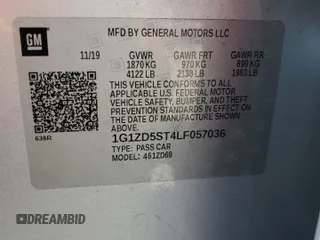 GM
MFD BY GENERAL MOTORS LLC
11/19 GVWR GAWR FRT GAWR RR
1870 KG 970 KG 899 KG
4122 LB 2138 LB 1983 LB
THIS VEHICLE CONFORMS TO ALL
APPLICABLE U.S. FEDERAL MOTOR
VEHICLE SAFETY, BUMPER, AND THEFT
PREVENTION STANDARDS IN EFFECT
ON THE DATE OF MANUFACTURE
SHOWN ABOVE.
636R
1G1ZD5ST4LF057036
TYPE: PASS CAR
MODEL: 4S1ZD69
DREAMBID